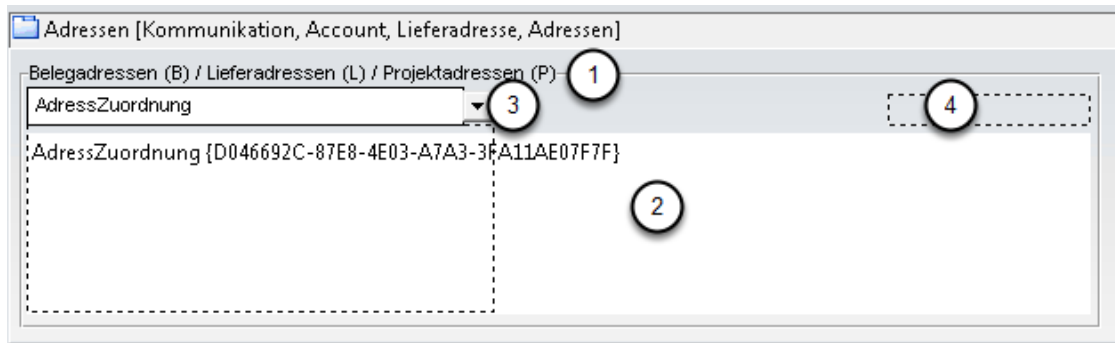 Adressen [Kommunikation, Account, Lieferadresse, Adressen]
Belegadressen (B) / Lieferadressen (L) / Projektadressen (P) 1
AdressZuordnung 3 4
AdressZuordnung {D046692C-87E8-4E03-A7A3-3FA11AE07F7F}
2